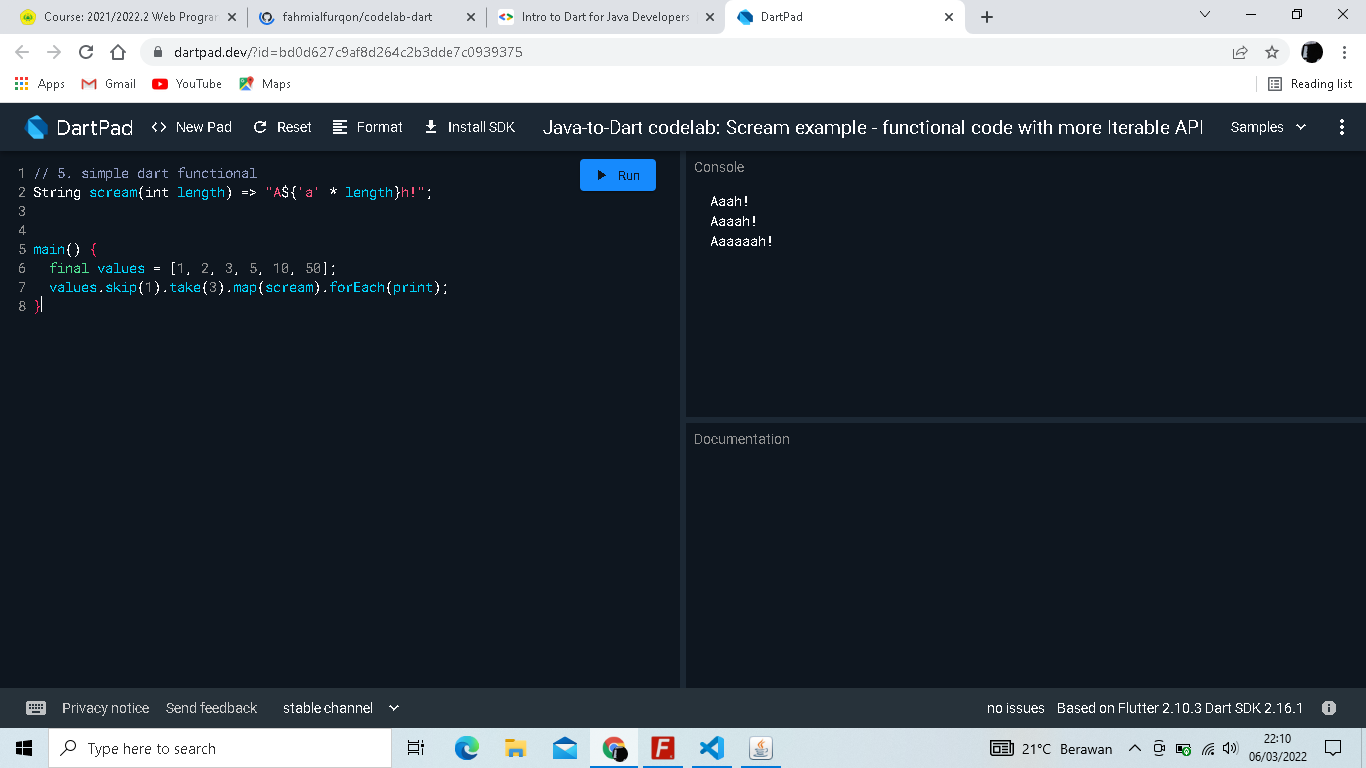 Course: 2021/2022.2 Web Progra
fahmialfurqon/codelab-dart
Intro to Dart for Java Developers
DartPad
dartpad.dev/?id=bd0d627c9af8d264c2b3dde7c0939375
Apps
Gmail
YouTube
Maps
Reading list
DartPad
<> New Pad
Reset
Format
Install SDK
Java-to-Dart codelab: Scream example - functional code with more Iterable API
Samples
Run
1 // 5. simple dart functional
2 String scream(int length) => "A${'a' * length}h!";
3
4
5 main() {
6   final values = [1, 2, 3, 5, 10, 50];
7   values.skip(1).take(3).map(scream).forEach(print);
8 }
Console
Aaah!
Aaaah!
Aaaaaah!
Documentation
Privacy notice
Send feedback
stable channel
no issues
Based on Flutter 2.10.3 Dart SDK 2.16.1
Type here to search
21°C Berawan
22:10
06/03/2022